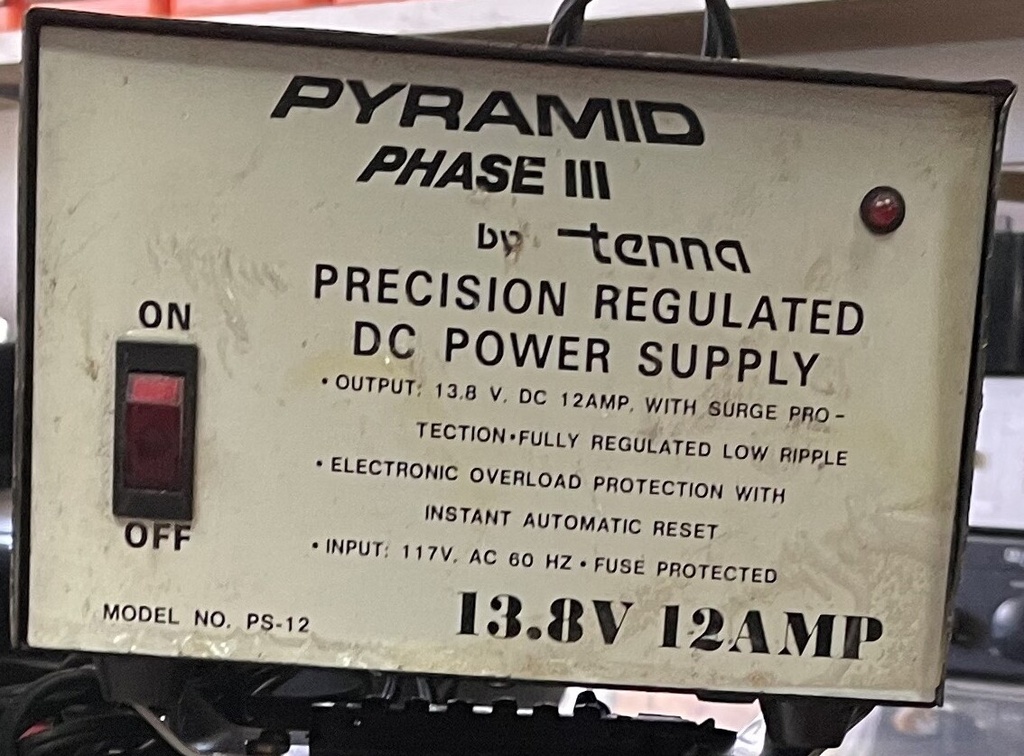 PYRAMID
PHASE III
by tenna
PRECISION REGULATED
DC POWER SUPPLY
• OUTPUT: 13.8 V. DC 12AMP. WITH SURGE PRO-
TECTION • FULLY REGULATED LOW RIPPLE
• ELECTRONIC OVERLOAD PROTECTION WITH
INSTANT AUTOMATIC RESET
• INPUT: 117V. AC 60 HZ • FUSE PROTECTED
ON
OFF
MODEL NO. PS-12
13.8V 12AMP